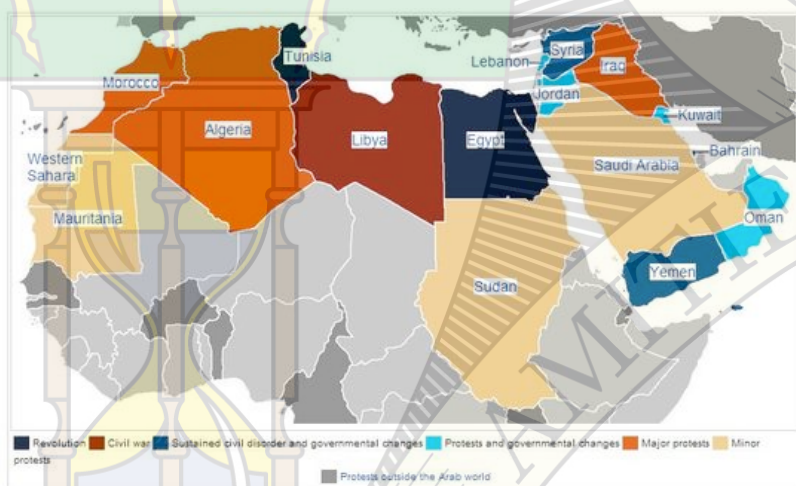 Tunisia
Lebanon
Syria
Iraq
Morocco
Jordan
Algeria
Libya
Egypt
Kuwait
Western
Sahara
Saudi Arabia
Bahrain
Mauritania
Oman
Sudan
Yemen
Revolution Civil war Sustained civil disorder and governmental changes Protests and governmental changes Major protests Minor
protests
Protests outside the Arab world